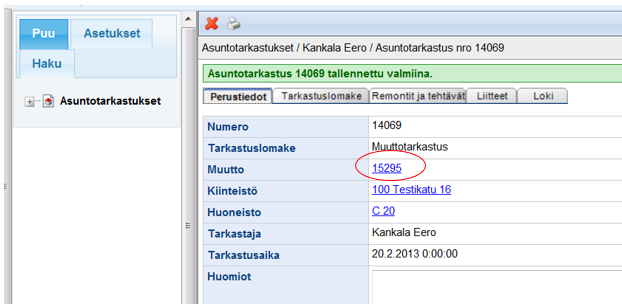 Puu
Asetukset
Haku
Asuntotarkastukset
Asuntotarkastukset / Kankala Eero / Asuntotarkastus nro 14069
Asuntotarkastus 14069 tallennettu valmiina.
Perustiedot Tarkastuslomake Remontit ja tehtävät Liitteet Loki
Numero 14069
Tarkastuslomake Muuttotarkastus
Muutto 15295
Kiinteistö 100 Testikatu 16
Huoneisto C 20
Tarkastaja Kankala Eero
Tarkastusaika 20.2.2013 0:00:00
Huomiot